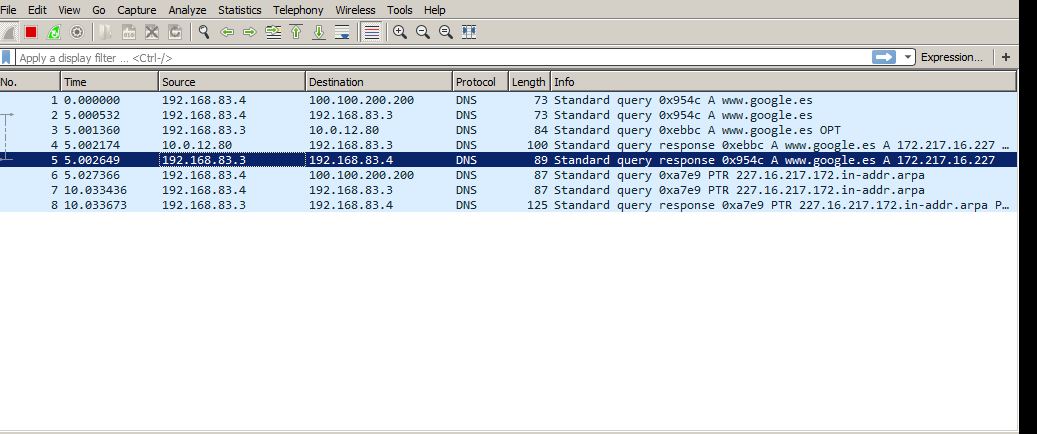 File Edit View Go Capture Analyze Statistics Telephony Wireless Tools Help
Apply a display filter ... <Ctrl-/> Expression... +
No. Time Source Destination Protocol Length Info
1 0.000000 192.168.83.4 100.100.200.200 DNS 73 Standard query 0x954c A www.google.es
2 5.000532 192.168.83.4 192.168.83.3 DNS 73 Standard query 0x954c A www.google.es
3 5.001360 192.168.83.3 10.0.12.80 DNS 84 Standard query 0xebbc A www.google.es OPT
4 5.002174 10.0.12.80 192.168.83.3 DNS 100 Standard query response 0xebbc A www.google.es A 172.217.16.227 …
5 5.002649 192.168.83.3 192.168.83.4 DNS 89 Standard query response 0x954c A www.google.es A 172.217.16.227
6 5.027366 192.168.83.4 100.100.200.200 DNS 87 Standard query 0xa7e9 PTR 227.16.217.172.in-addr.arpa
7 10.033436 192.168.83.4 192.168.83.3 DNS 87 Standard query 0xa7e9 PTR 227.16.217.172.in-addr.arpa
8 10.033673 192.168.83.3 192.168.83.4 DNS 125 Standard query response 0xa7e9 PTR 227.16.217.172.in-addr.arpa P…